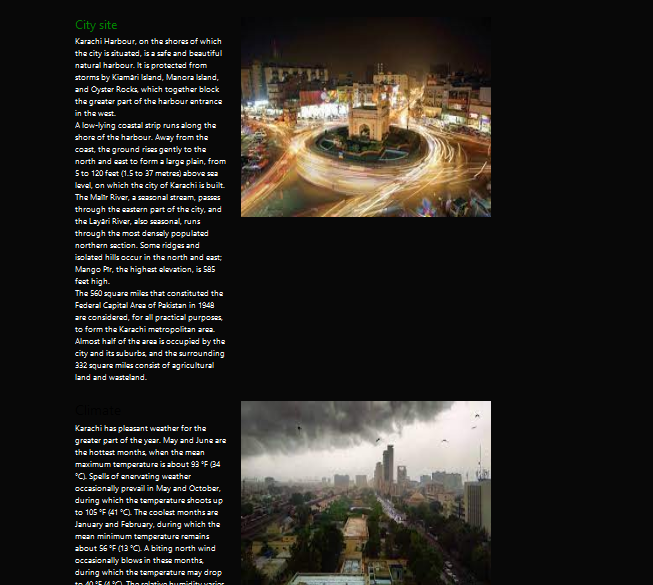 City site
Karachi Harbour, on the shores of which
the city is situated, is a safe and beautiful
natural harbour. It is protected from
storms by Kiamāri Island, Manora Island,
and Oyster Rocks, which together block
the greater part of the harbour entrance
in the west.
A low-lying coastal strip runs along the
shore of the harbour. Away from the
coast, the ground rises gently to the
north and east to form a large plain, from
5 to 120 feet (1.5 to 37 metres) above sea
level, on which the city of Karachi is built.
The Malīr River, a seasonal stream, passes
through the eastern part of the city, and
the Layāri River, also seasonal, runs
through the most densely populated
northern section. Some ridges and
isolated hills occur in the north and east;
Mango Pīr, the highest elevation, is 585
feet high.
The 560 square miles that constituted the
Federal Capital Area of Pakistan in 1948
are considered, for all practical purposes,
to form the Karachi metropolitan area.
Almost half of the area is occupied by the
city and its suburbs, and the surrounding
332 square miles consist of agricultural
land and wasteland.
Climate
Karachi has pleasant weather for the
greater part of the year. May and June are
the hottest months, when the mean
maximum temperature is about 93 °F (34
°C). Spells of enervating weather
occasionally prevail in May and October,
during which the temperature shoots up
to 105 °F (41 °C). The coolest months are
January and February, during which the
mean minimum temperature remains
about 56 °F (13 °C). A biting north wind
occasionally blows in these months,
during which the temperature may drop
to 40 °F (4 °C). The relative humidity varies